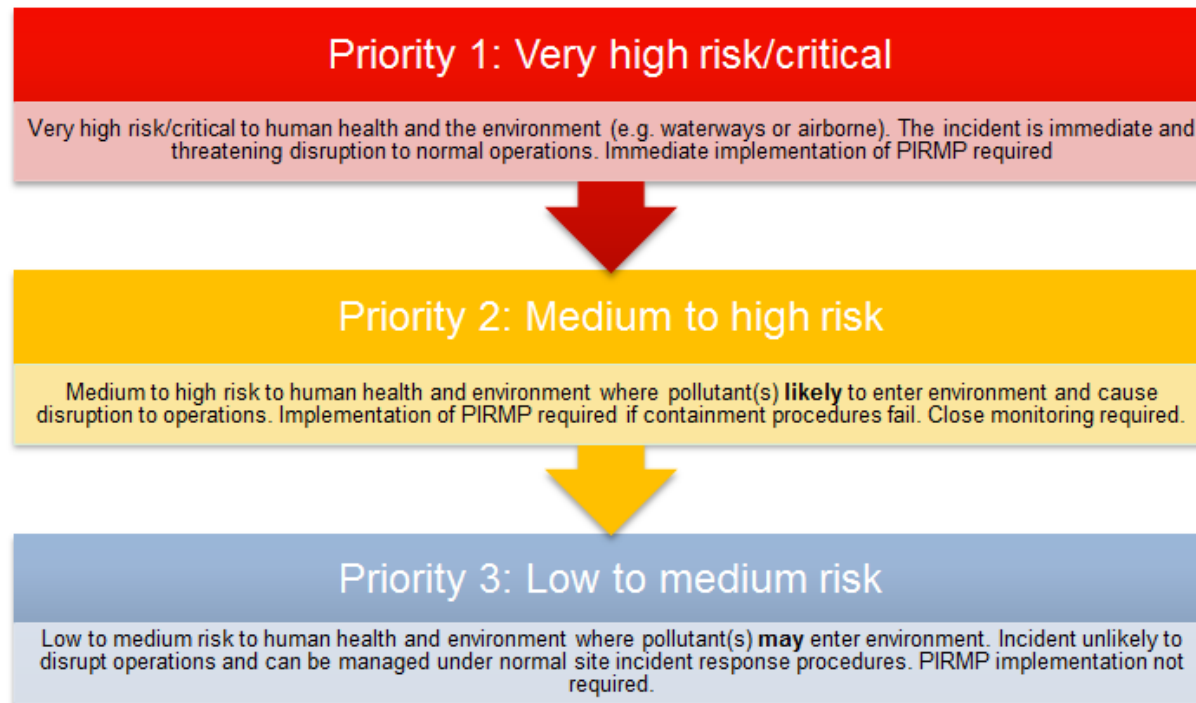 Priority 1: Very high risk/critical
Very high risk/critical to human health and the environment (e.g. waterways or airborne). The incident is immediate and
threatening disruption to normal operations. Immediate implementation of PIRMP required
Priority 2: Medium to high risk
Medium to high risk to human health and environment where pollutant(s) likely to enter environment and cause
disruption to operations. Implementation of PIRMP required if containment procedures fail. Close monitoring required.
Priority 3: Low to medium risk
Low to medium risk to human health and environment where pollutant(s) may enter environment. Incident unlikely to
disrupt operations and can be managed under normal site incident response procedures. PIRMP implementation not
required.